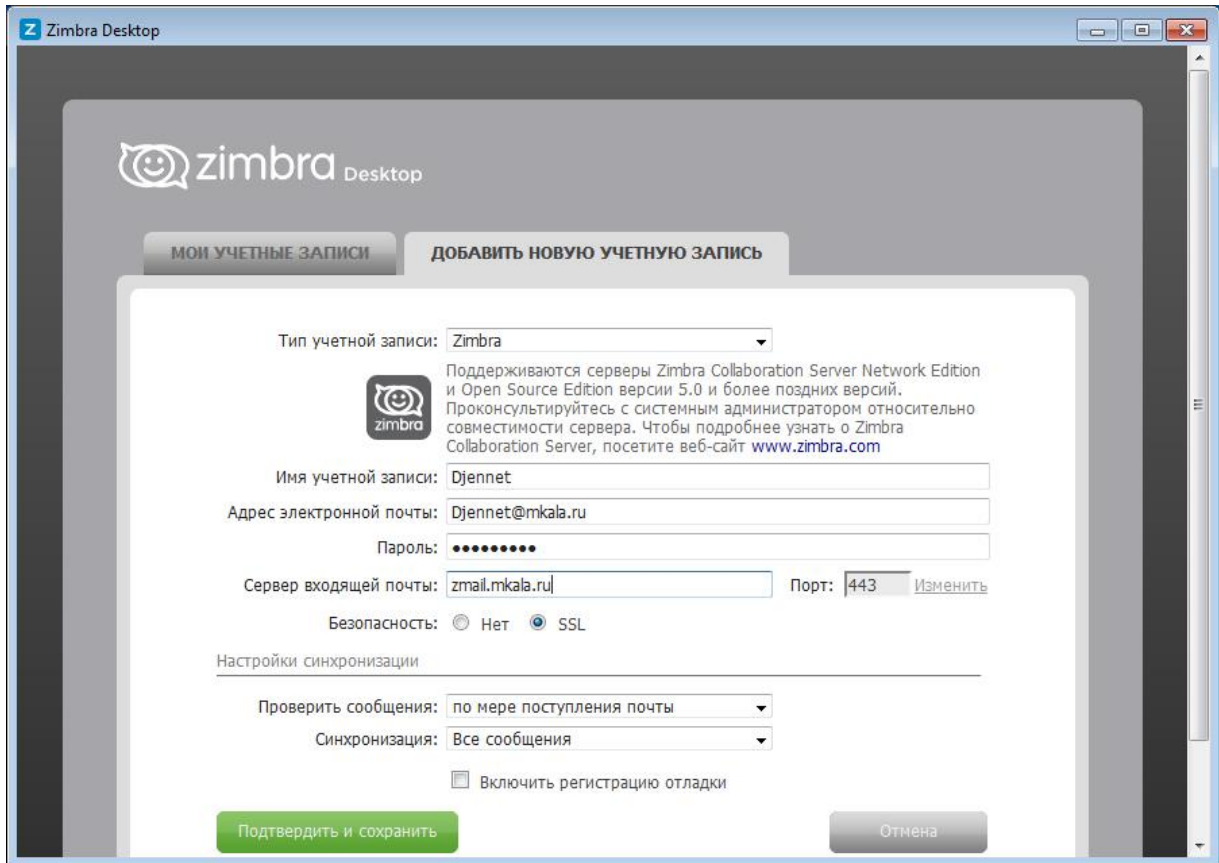 Zimbra Desktop
zimbra Desktop
МОИ УЧЕТНЫЕ ЗАПИСИ
ДОБАВИТЬ НОВУЮ УЧЕТНУЮ ЗАПИСЬ
Тип учетной записи: Zimbra
Поддерживаются серверы Zimbra Collaboration Server Network Edition
и Open Source Edition версии 5.0 и более поздних версий.
Проконсультируйтесь с системным администратором относительно
совместимости сервера. Чтобы подробнее узнать о Zimbra
Collaboration Server, посетите веб-сайт www.zimbra.com
zimbra
Имя учетной записи: Djennet
Адрес электронной почты: Djennet@mkala.ru
Пароль: •••••••••
Сервер входящей почты: zmail.mkala.ru Порт: 443 Изменить
Безопасность: Нет SSL
Настройки синхронизации
Проверить сообщения: по мере поступления почты
Синхронизация: Все сообщения
Включить регистрацию отладки
Подтвердить и сохранить Отмена